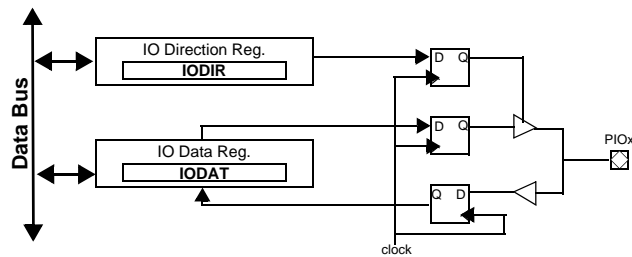 Data Bus
IO Direction Reg.
IODIR
D Q
IO Data Reg.
IODAT
D Q
Q D
PIOx
clock